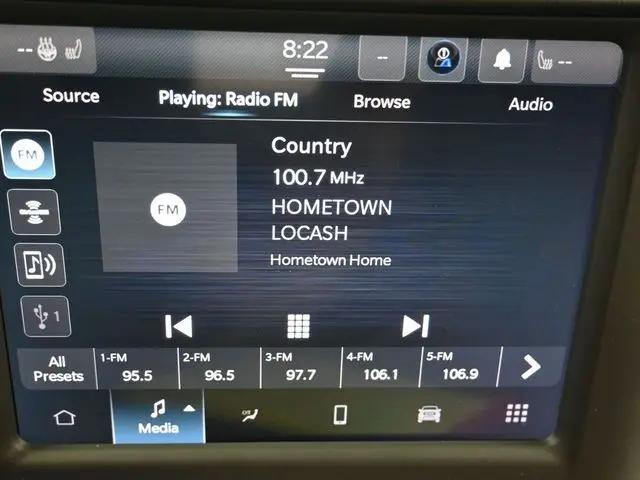 --
8:22
--
--
Source
Playing: Radio FM
Browse
Audio
FM
Country
100.7 MHz
FM
HOMETOWN
LOCASH
Hometown Home
1
All
Presets
1-FM
95.5
2-FM
96.5
3-FM
97.7
4-FM
106.1
5-FM
106.9
Media